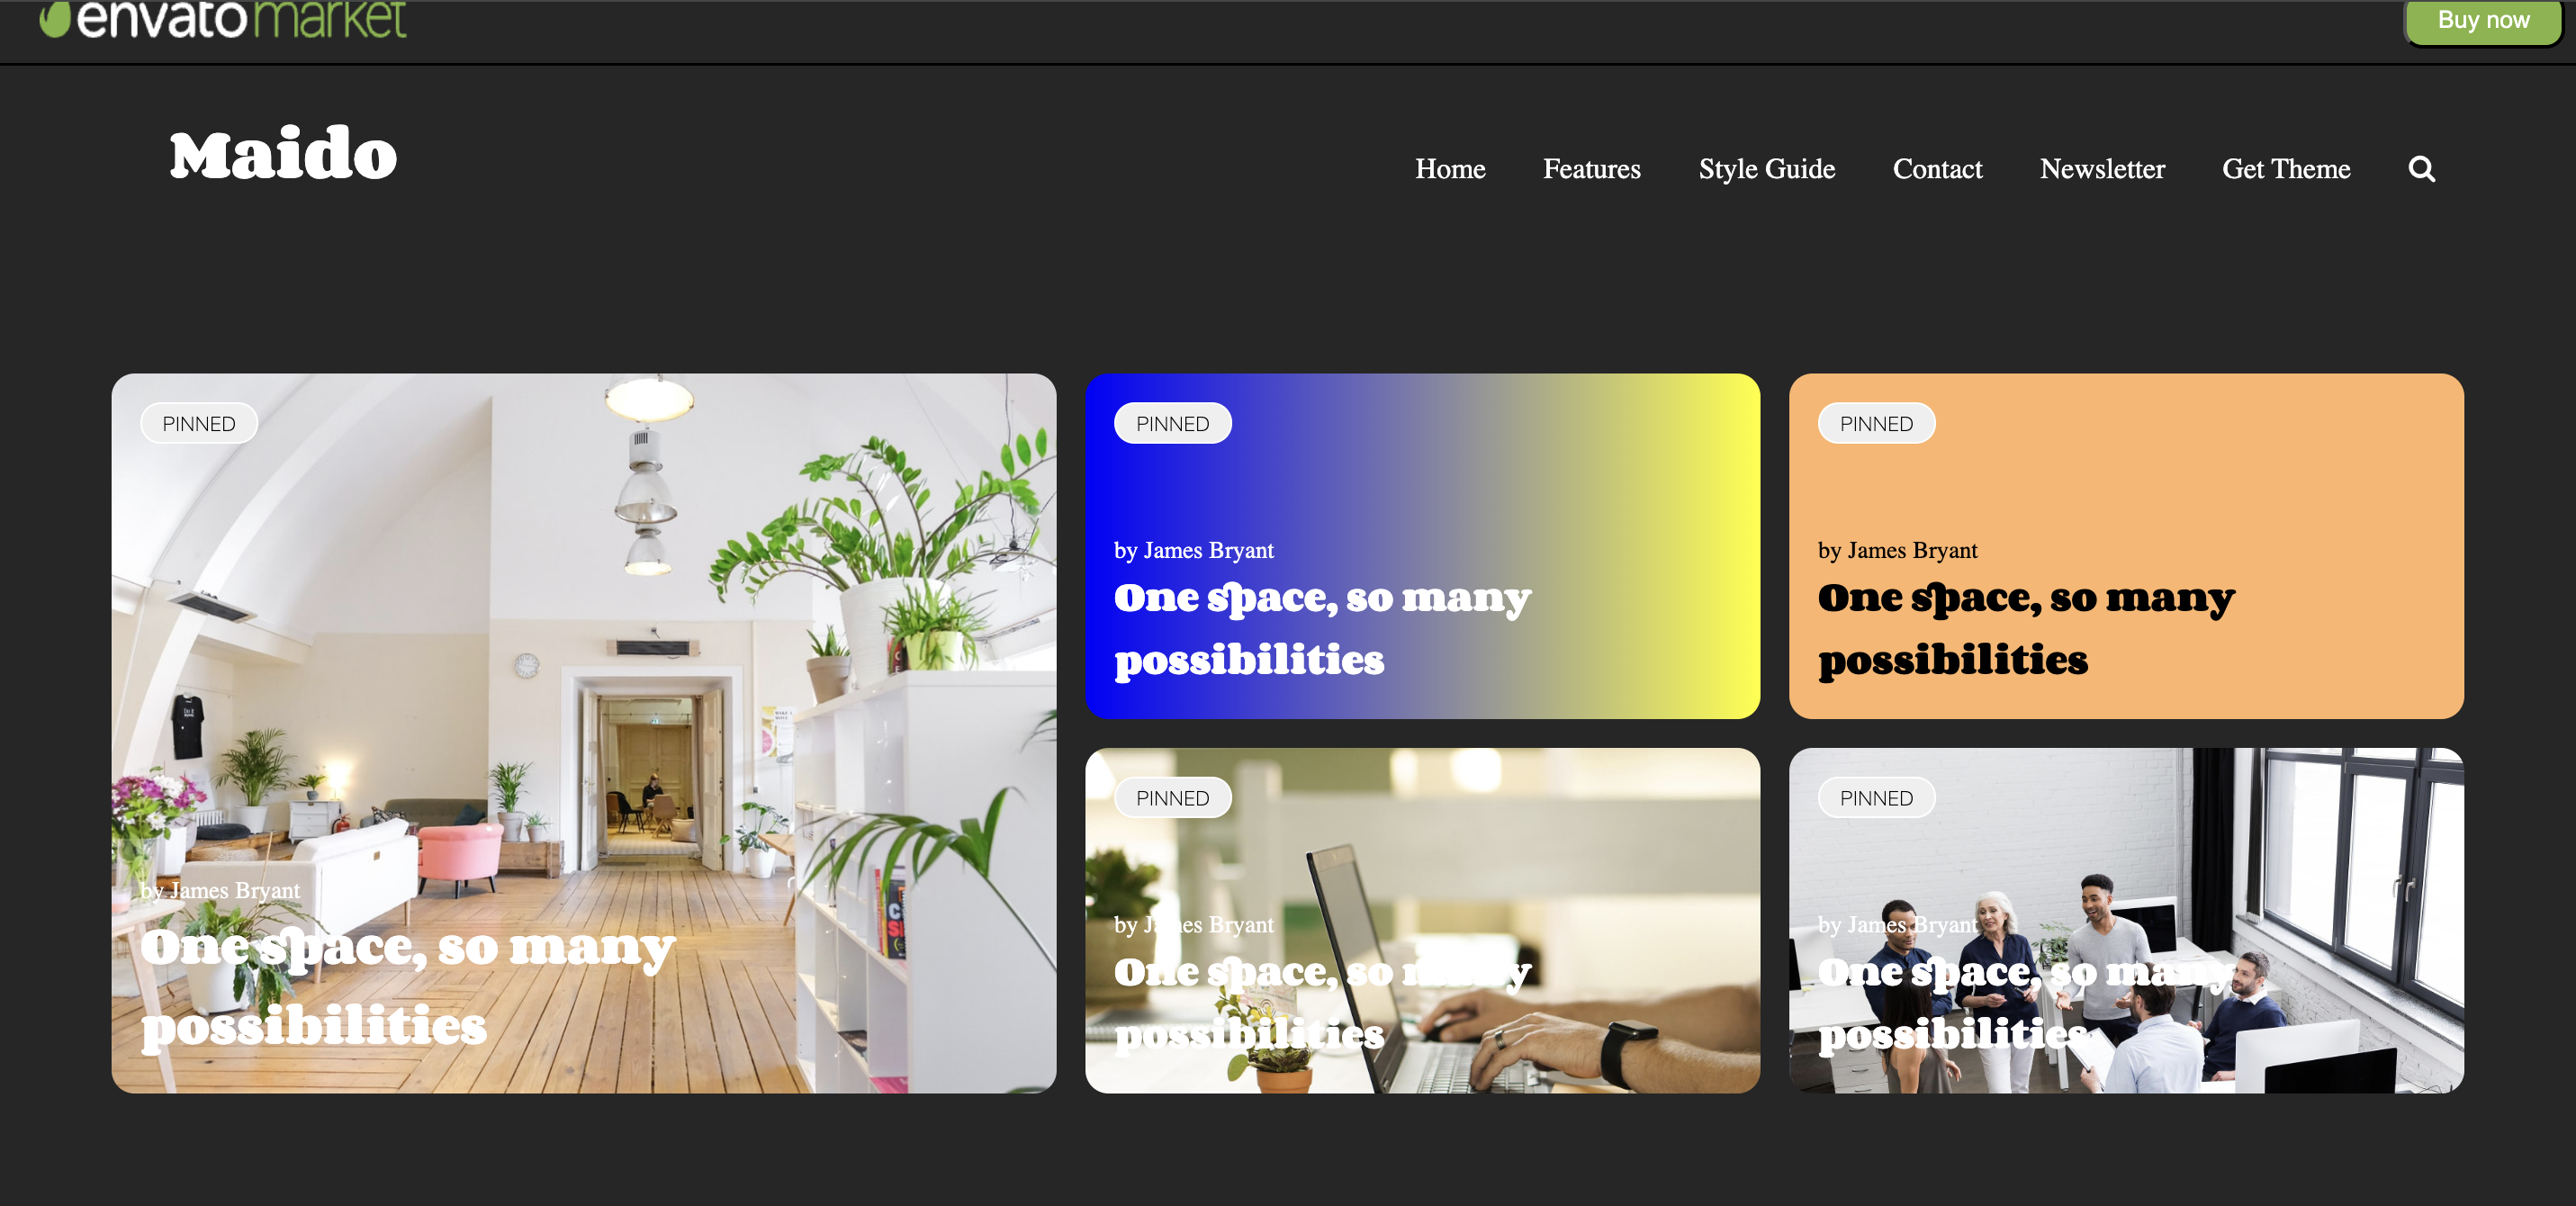 envatomarket
Buy now
Maido
Home Features Style Guide Contact Newsletter Get Theme
PINNED
by James Bryant
One space, so many
possibilities
PINNED
by James Bryant
One space, so many
possibilities
PINNED
by James Bryant
One space, so many
possibilities
PINNED
by James Bryant
One space, so many
possibilities
PINNED
by James Bryant
One space, so many
possibilities